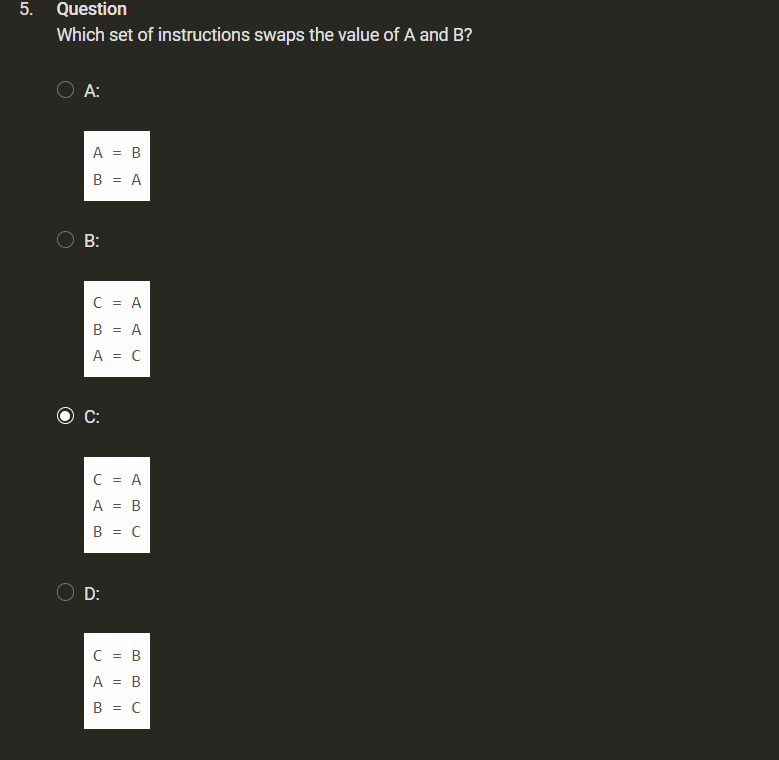 5. Question
Which set of instructions swaps the value of A and B?
A:
A = B
B = A
B:
C = A
B = A
A = C
C:
C = A
A = B
B = C
D:
C = B
A = B
B = C